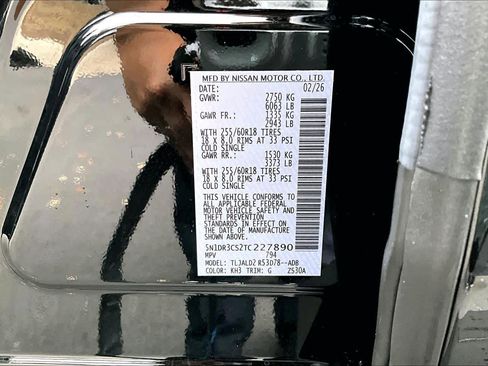 MFD BY NISSAN MOTOR CO., LTD.
DATE: 02/26
GVWR: 2750 KG
6063 LB
GAWR FR.: 1335 KG
2943 LB
WITH 255/60R18 TIRES
18 X 8.0 RIMS AT 33 PSI
COLD SINGLE
GAWR RR.: 1530 KG
3373 LB
WITH 255/60R18 TIRES
18 X 8.0 RIMS AT 33 PSI
COLD SINGLE
THIS VEHICLE CONFORMS TO
ALL APPLICABLE FEDERAL
MOTOR VEHICLE SAFETY AND
THEFT PREVENTION
STANDARDS IN EFFECT ON
THE DATE OF MANUFACTURE
SHOWN ABOVE.
5N1DR3CS2TC227890
MPV 794
MODEL: TLJALD2 R53D78--ADB
COLOR: KH3 TRIM: G ZS30A